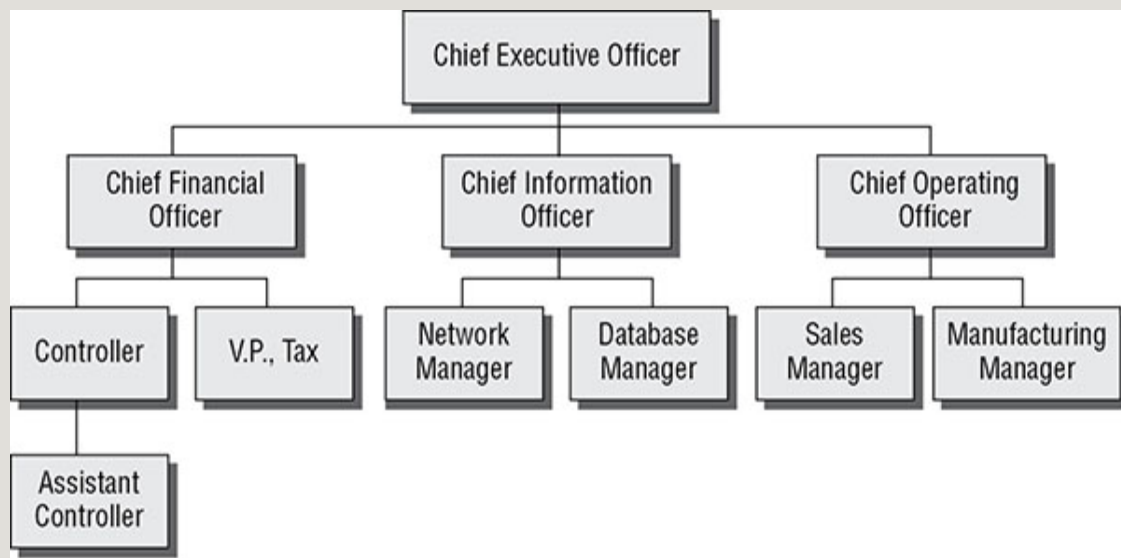 Chief Executive Officer
Chief Financial
Officer
Chief Information
Officer
Chief Operating
Officer
Controller
V.P., Tax
Network
Manager
Database
Manager
Sales
Manager
Manufacturing
Manager
Assistant
Controller